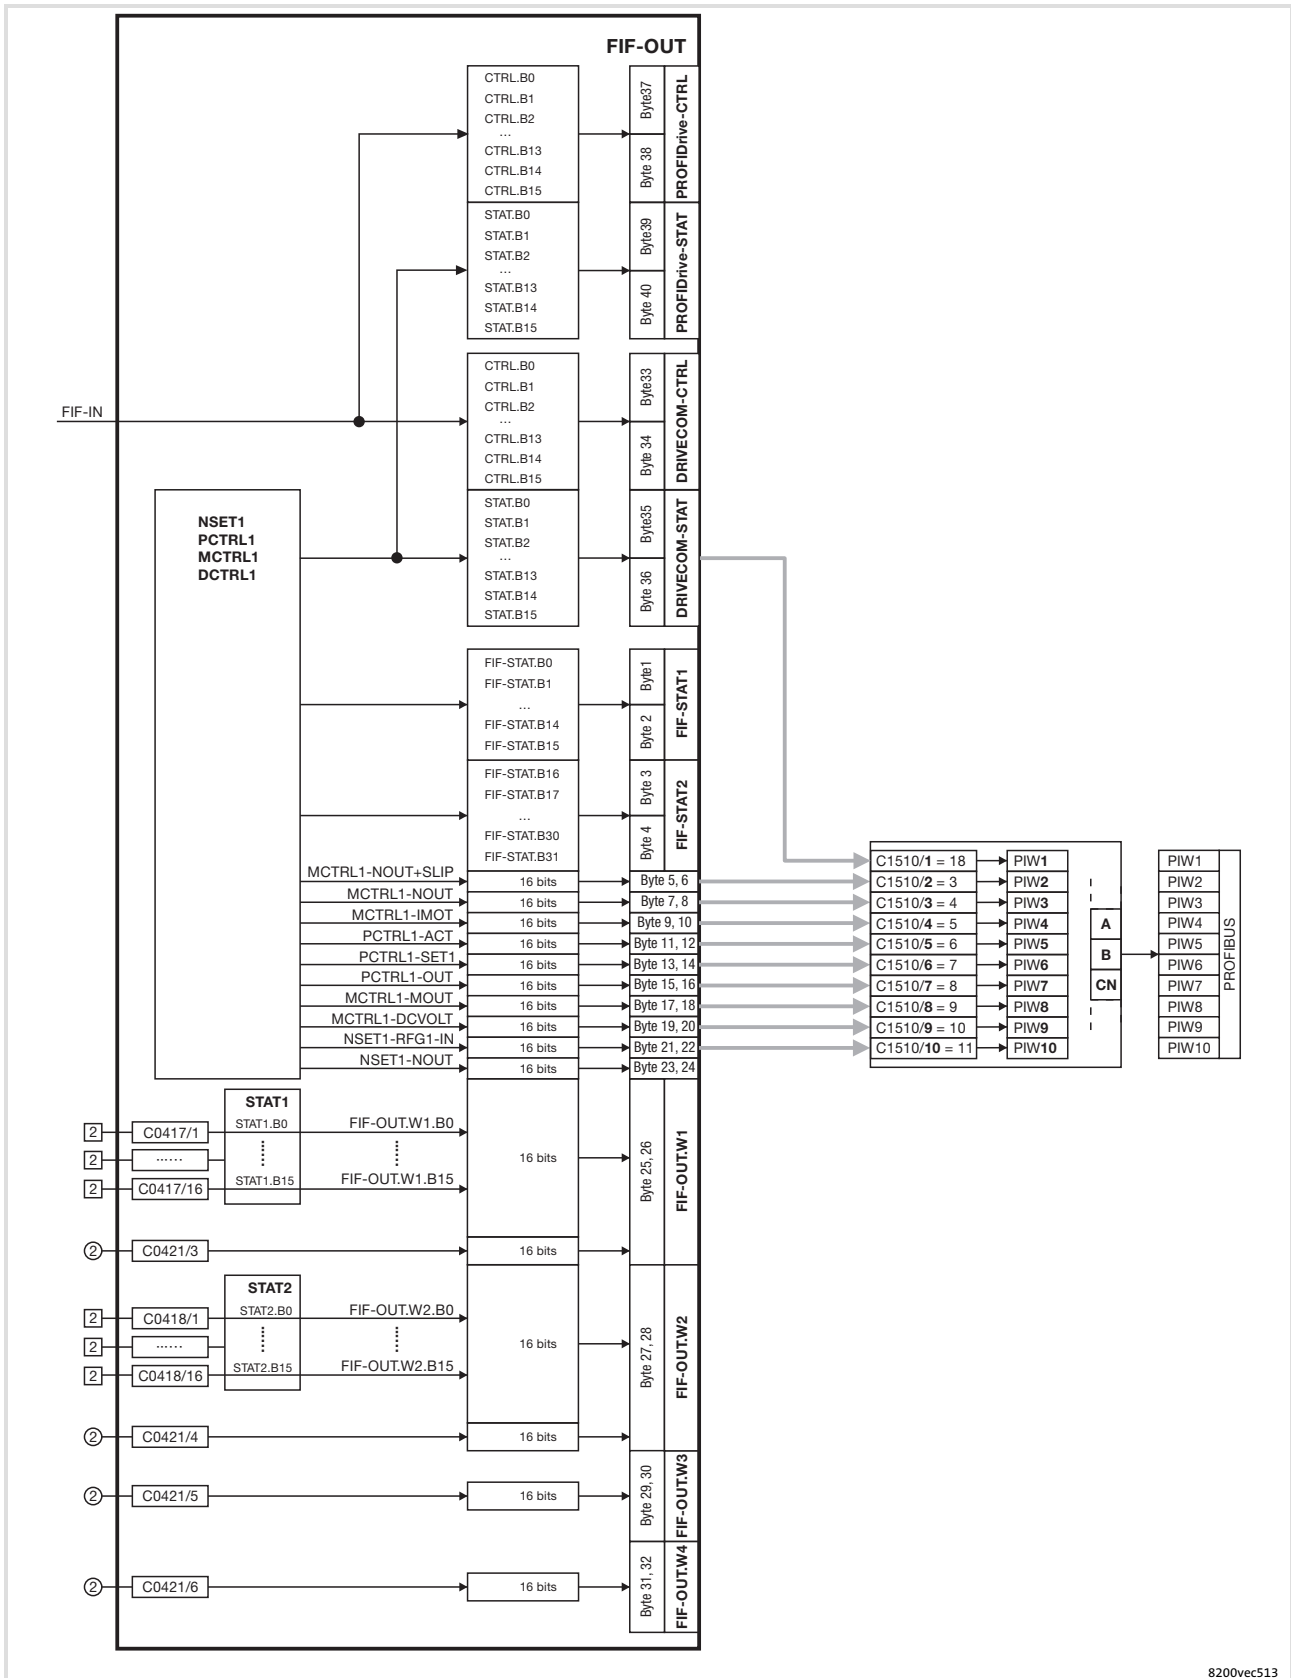 FIF-OUT
CTRL.B0
CTRL.B1
CTRL.B2
...
CTRL.B13
CTRL.B14
CTRL.B15
Byte37
Byte 38
PROFIDrive-CTRL
STAT.B0
STAT.B1
STAT.B2
...
STAT.B13
STAT.B14
STAT.B15
Byte39
Byte 40
PROFIDrive-STAT
FIF-IN
CTRL.B0
CTRL.B1
CTRL.B2
...
CTRL.B13
CTRL.B14
CTRL.B15
Byte33
Byte 34
DRIVECOM-CTRL
NSET1
PCTRL1
MCTRL1
DCTRL1
STAT.B0
STAT.B1
STAT.B2
...
STAT.B13
STAT.B14
STAT.B15
Byte35
Byte 36
DRIVECOM-STAT
FIF-STAT.B0
FIF-STAT.B1
...
FIF-STAT.B14
FIF-STAT.B15
Byte1
Byte 2
FIF-STAT1
FIF-STAT.B16
FIF-STAT.B17
...
FIF-STAT.B30
FIF-STAT.B31
Byte 3
Byte 4
FIF-STAT2
MCTRL1-NOUT+SLIP 16 bits Byte 5, 6
MCTRL1-NOUT 16 bits Byte 7, 8
MCTRL1-IMOT 16 bits Byte 9, 10
PCTRL1-ACT 16 bits Byte 11, 12
PCTRL1-SET1 16 bits Byte 13, 14
PCTRL1-OUT 16 bits Byte 15, 16
MCTRL1-MOUT 16 bits Byte 17, 18
MCTRL1-DCVOLT 16 bits Byte 19, 20
NSET1-RFG1-IN 16 bits Byte 21, 22
NSET1-NOUT 16 bits Byte 23, 24
C1510/1 = 18 PIW1
C1510/2 = 3 PIW2
C1510/3 = 4 PIW3
C1510/4 = 5 PIW4
C1510/5 = 6 PIW5
C1510/6 = 7 PIW6
C1510/7 = 8 PIW7
C1510/8 = 9 PIW8
C1510/9 = 10 PIW9
C1510/10 = 11 PIW10
A
B
CN
PIW1
PIW2
PIW3
PIW4
PIW5
PIW6
PIW7
PIW8
PIW9
PIW10
PROFIBUS
STAT1
2 C0417/1 STAT1.B0 FIF-OUT.W1.B0
2 ......
2 C0417/16 STAT1.B15 FIF-OUT.W1.B15
16 bits
Byte 25, 26
FIF-OUT.W1
2 C0421/3 16 bits
STAT2
2 C0418/1 STAT2.B0 FIF-OUT.W2.B0
2 ......
2 C0418/16 STAT2.B15 FIF-OUT.W2.B15
16 bits
Byte 27, 28
FIF-OUT.W2
2 C0421/4 16 bits
2 C0421/5 16 bits
Byte 29, 30
FIF-OUT.W3
2 C0421/6 16 bits
Byte 31, 32
FIF-OUT.W4
8200vec513